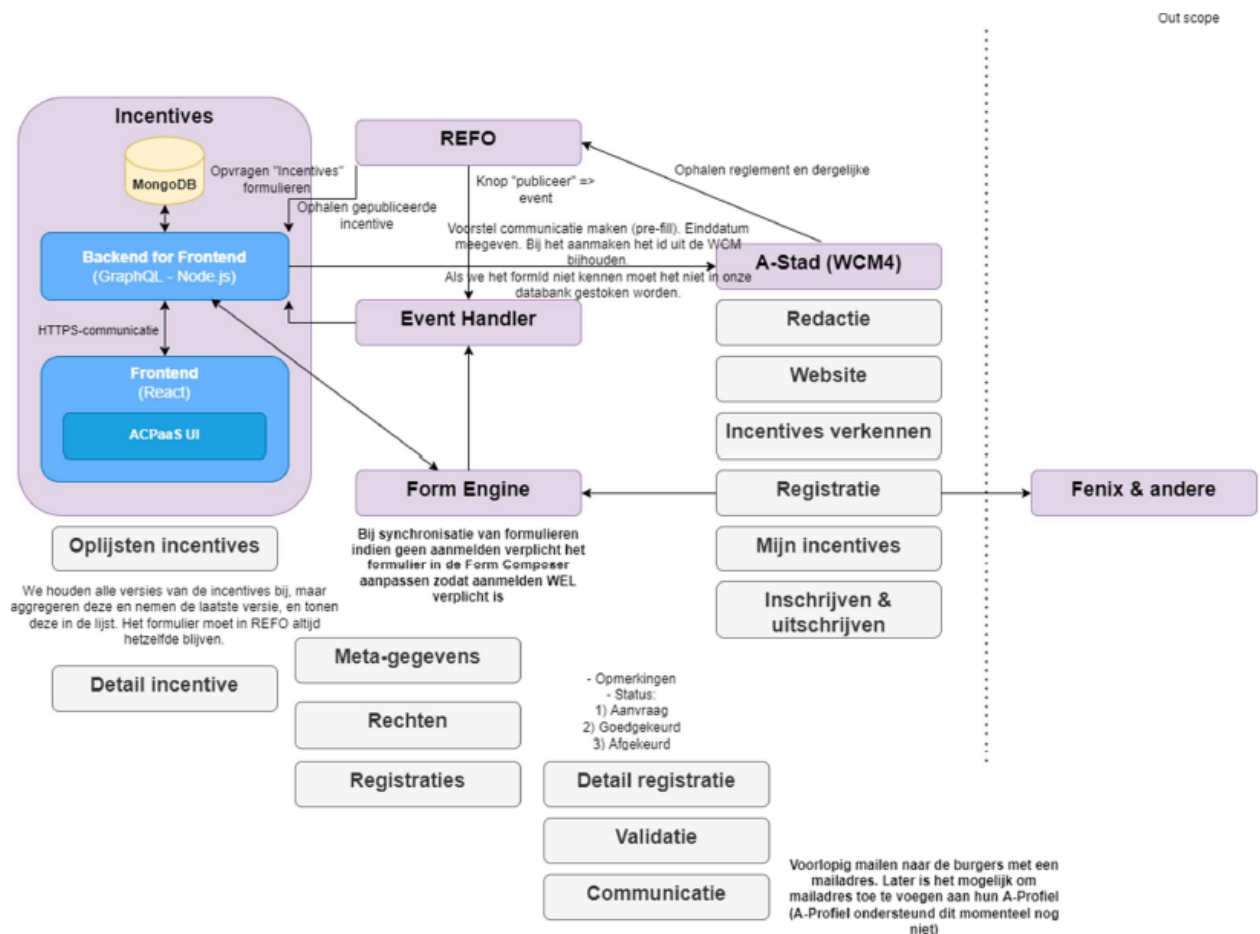 Out scope
Incentives
MongoDB
Opvragen "Incentives"
formulieren
Ophalen gepubliceerde
incentive
REFO
Knop "publiceer" =>
event
Ophalen reglement en dergelijke
Backend for Frontend
(GraphQL - Node.js)
Voorstel communicatie maken (pre-fill). Einddatum
meegeven. Bij het aanmaken het id uit de WCM
bijhouden.
Als we het formId niet kennen moet het niet in onze
databank gestoken worden.
A-Stad (WCM4)
HTTPS-communicatie
Event Handler
Redactie
Frontend
(React)
ACPaaS UI
Website
Incentives verkennen
Form Engine
Registratie
Fenix & andere
Bij synchronisatie van formulieren
indien geen aanmelden verplicht het
formulier in de Form Composer
aanpassen zodat aanmelden WEL
verplicht is
Mijn incentives
Inschrijven &
uitschrijven
Oplijsten incentives
We houden alle versies van de incentives bij, maar
aggregeren deze en nemen de laatste versie, en tonen
deze in de lijst. Het formulier moet in REFO altijd
hetzelfde blijven.
Detail incentive
Meta-gegevens
Rechten
Registraties
- Opmerkingen
- Status:
1) Aanvraag
2) Goedgekeurd
3) Afgekeurd
Detail registratie
Validatie
Communicatie
Voorlopig mailen naar de burgers met een
mailadres. Later is het mogelijk om
mailadres toe te voegen aan hun A-Profiel
(A-Profiel ondersteund dit momenteel nog
niet)